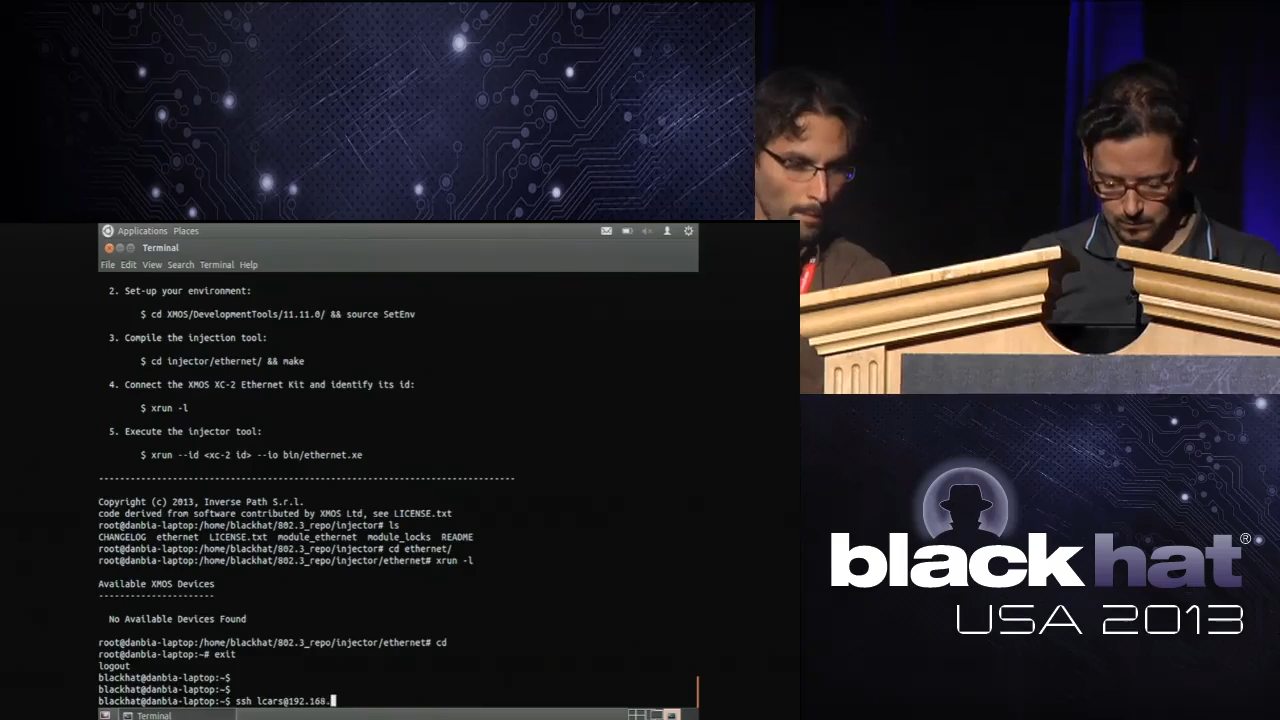 Applications Places
Terminal
File Edit View Search Terminal Help
2. Set-up your environment:
$ cd XMOS/DevelopmentTools/11.11.0/ && source SetEnv
3. Compile the injection tool:
$ cd injector/ethernet/ && make
4. Connect the XMOS XC-2 Ethernet Kit and identify its id:
$ xrun -l
5. Execute the injector tool:
$ xrun --id <xc-2 id> --io bin/ethernet.xe
--------------------------------------------------------------------------------
Copyright (c) 2013, Inverse Path S.r.l.
code derived from software contributed by XMOS Ltd, see LICENSE.txt
root@danbia-laptop:/home/blackhat/802.3_repo/injector# ls
CHANGELOG ethernet LICENSE.txt module_ethernet module_locks README
root@danbia-laptop:/home/blackhat/802.3_repo/injector# cd ethernet/
root@danbia-laptop:/home/blackhat/802.3_repo/injector/ethernet# xrun -l
Available XMOS Devices
----------------------
No Available Devices Found
root@danbia-laptop:/home/blackhat/802.3_repo/injector/ethernet# cd
root@danbia-laptop:~# exit
logout
blackhat@danbia-laptop:~$
blackhat@danbia-laptop:~$
blackhat@danbia-laptop:~$ ssh lcars@192.168.
Terminal
blackhat®
USA 2013